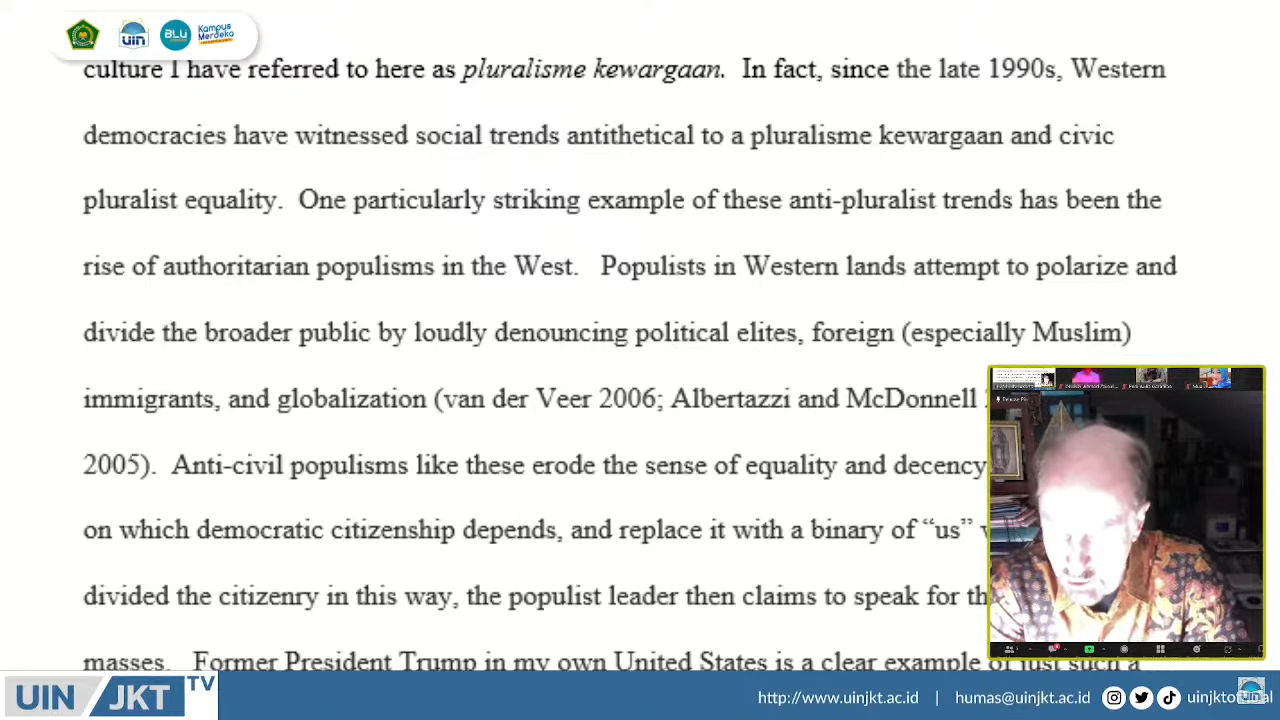 uin
BLU
Kampus
Merdeka
culture I have referred to here as pluralisme kewargaan. In fact, since the late 1990s, Western
democracies have witnessed social trends antithetical to a pluralisme kewargaan and civic
pluralist equality. One particularly striking example of these anti-pluralist trends has been the
rise of authoritarian populisms in the West. Populists in Western lands attempt to polarize and
divide the broader public by loudly denouncing political elites, foreign (especially Muslim)
immigrants, and globalization (van der Veer 2006; Albertazzi and McDonnell
2005). Anti-civil populisms like these erode the sense of equality and decency
on which democratic citizenship depends, and replace it with a binary of “us”
divided the citizenry in this way, the populist leader then claims to speak for
masses. Former President Trump in my own United States is a clear example of just such a
UIN JKT TV
http://www.uinjkt.ac.id | humas@uinjkt.ac.id